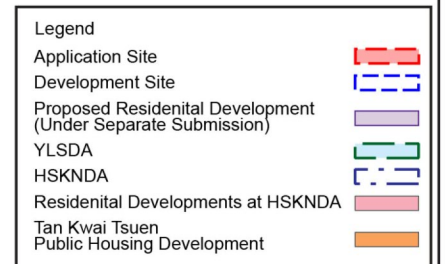 Legend
Application Site
Development Site
Proposed Residenital Development
(Under Separate Submission)
YLSDA
HSKNDA
Residenital Developments at HSKNDA
Tan Kwai Tsuen
Public Housing Development